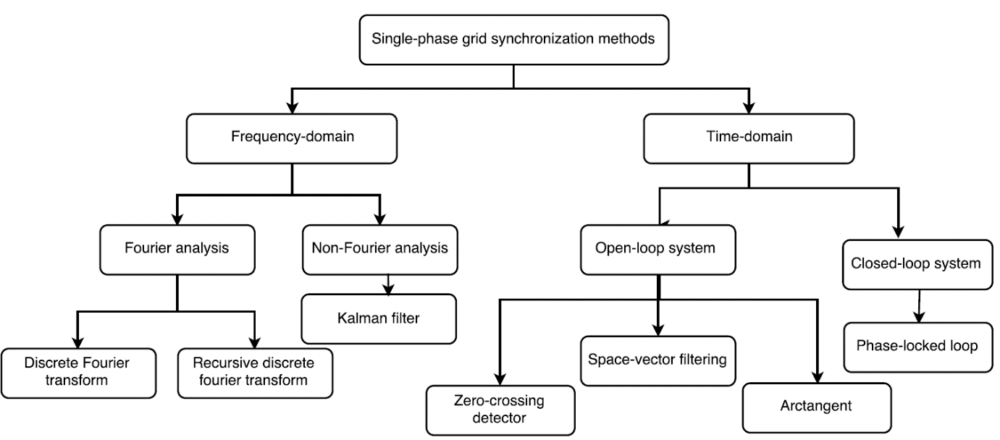 Single-phase grid synchronization methods
Frequency-domain
Time-domain
Fourier analysis
Non-Fourier analysis
Open-loop system
Closed-loop system
Kalman filter
Phase-locked loop
Discrete Fourier
transform
Recursive discrete
fourier transform
Space-vector filtering
Zero-crossing
detector
Arctangent